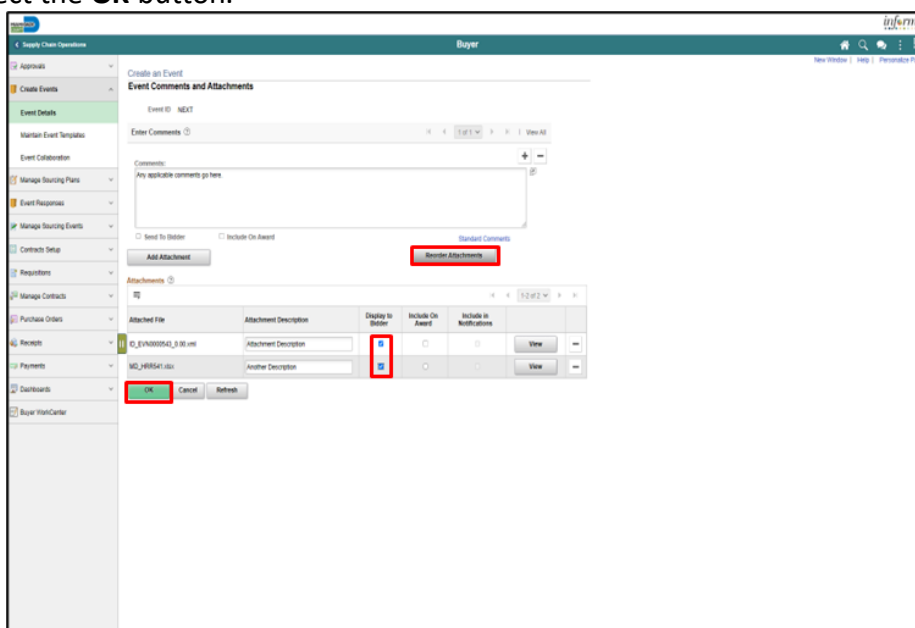 ect the OK button.
inform
Supply Chain Operations
Buyer
New Window | Help | Personalize P
Approvals
Create Events
Event Details
Maintain Event Templates
Event Collaboration
Manage Sourcing Plans
Event Responses
Manage Sourcing Events
Contracts Setup
Requisitions
Manage Contracts
Purchase Orders
Receipts
Payments
Dashboards
Buyer WorkCenter
Create an Event
Event Comments and Attachments
Event ID NEXT
Enter Comments
1 of 1
View All
Comments:
Any applicable comments go here.
Send To Bidder
Include On Award
Standard Comments
Add Attachment
Reorder Attachments
Attachments
1-2 of 2
Attached File
Attachment Description
Display to Bidder
Include On Award
Include in Notifications
ID_EVN0000543_0.00.xml
Attachment Description
View
Another Description
View
OK
Cancel
Refresh